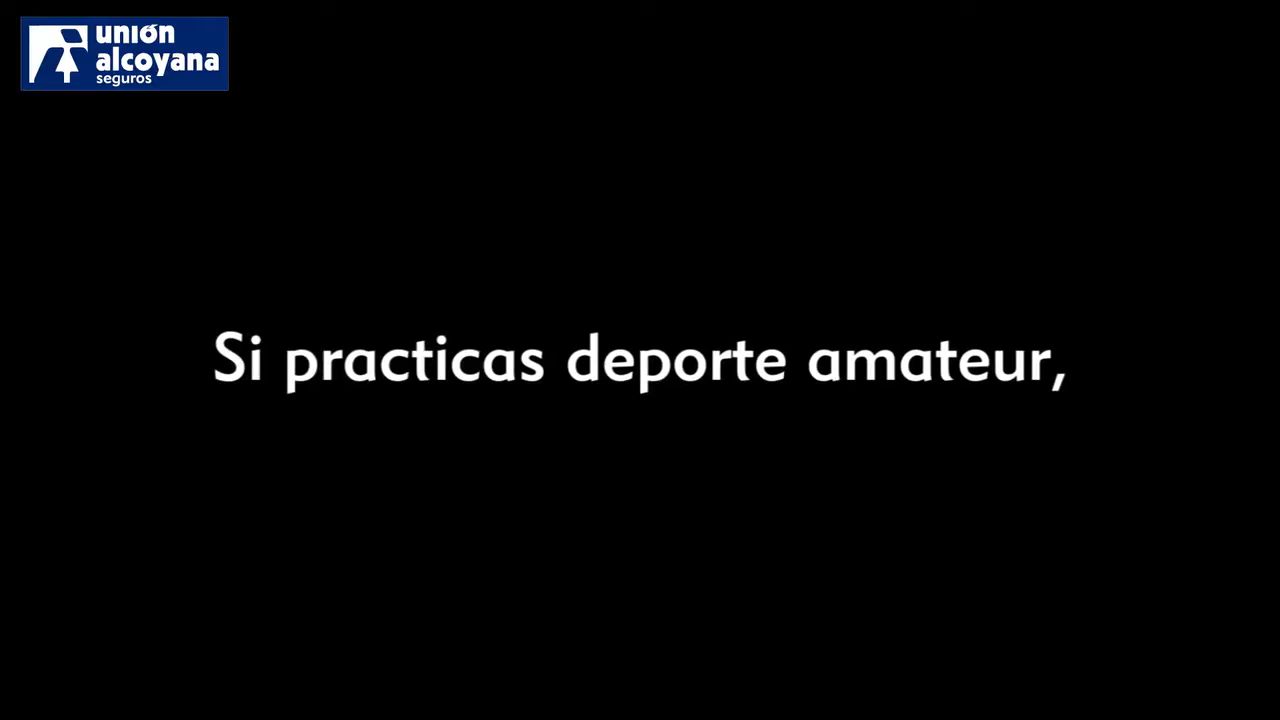 unión
alcoyana
seguros
Si practicas deporte amateur,